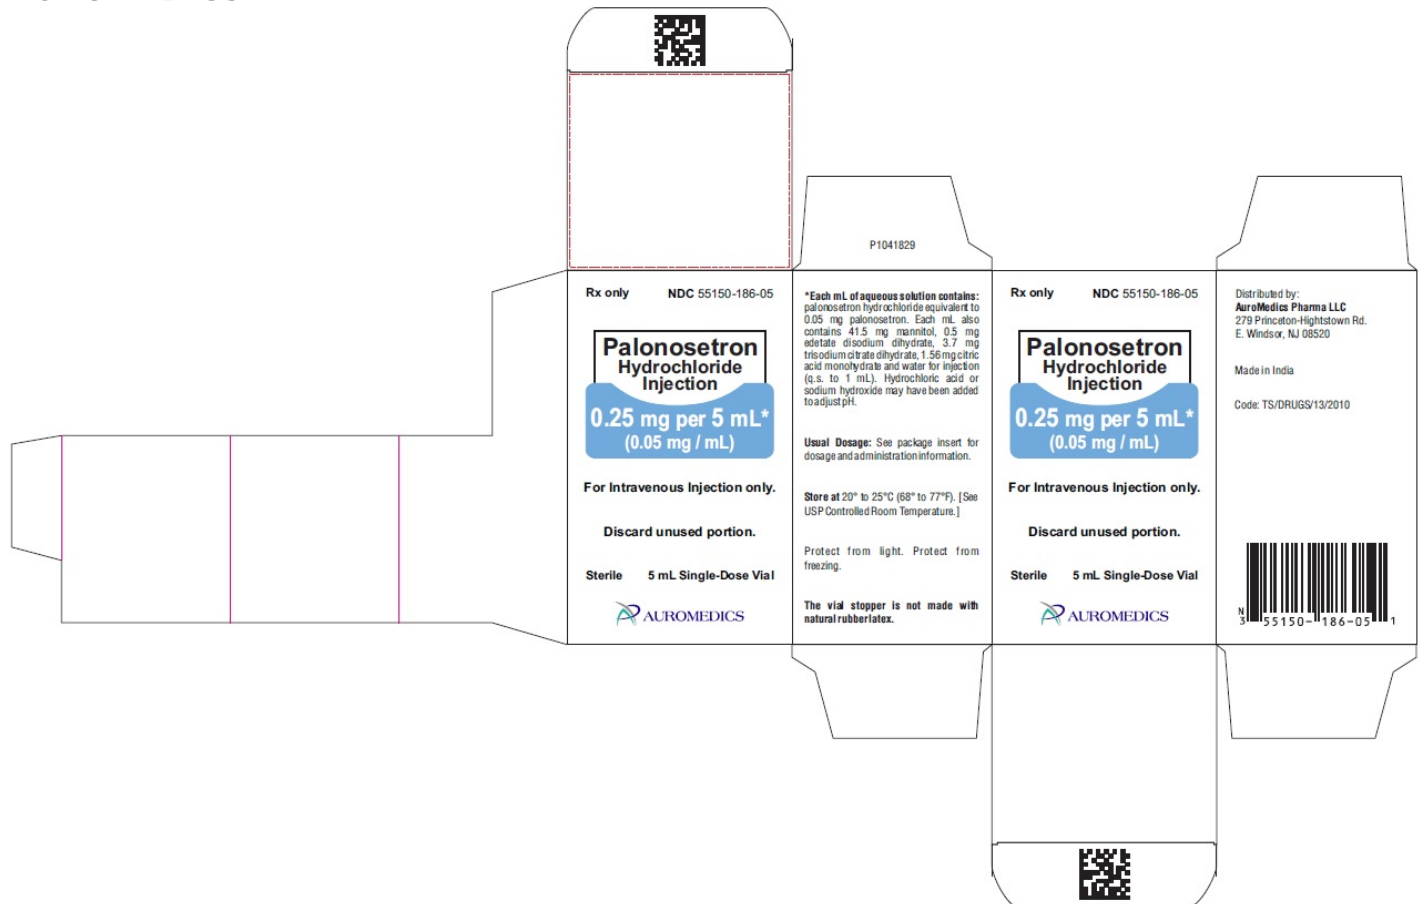 P1041829
Rx only NDC 55150-186-05
Palonosetron
Hydrochloride
Injection
0.25 mg per 5 mL*
(0.05 mg / mL)
For Intravenous Injection only.
Discard unused portion.
Sterile 5 mL Single-Dose Vial
AUROMEDICS
*Each mL of aqueous solution contains:
palonosetron hydrochloride equivalent to
0.05 mg palonosetron. Each mL also
contains 41.5 mg mannitol, 0.5 mg
edetate disodium dihydrate, 3.7 mg
trisodium citrate dihydrate, 1.56 mg citric
acid monohydrate and water for injection
(q.s. to 1 mL). Hydrochloric acid or
sodium hydroxide may have been added
to adjust pH.
Usual Dosage: See package insert for
dosage and administration information.
Store at 20° to 25°C (68° to 77°F). [See
USP Controlled Room Temperature.]
Protect from light. Protect from
freezing.
The vial stopper is not made with
natural rubber latex.
Rx only NDC 55150-186-05
Palonosetron
Hydrochloride
Injection
0.25 mg per 5 mL*
(0.05 mg / mL)
For Intravenous Injection only.
Discard unused portion.
Sterile 5 mL Single-Dose Vial
AUROMEDICS
Distributed by:
AuroMedics Pharma LLC
279 Princeton-Hightstown Rd.
E. Windsor, NJ 08520
Made in India
Code: TS/DRUGS/13/2010
N
3 55150-186-05 1